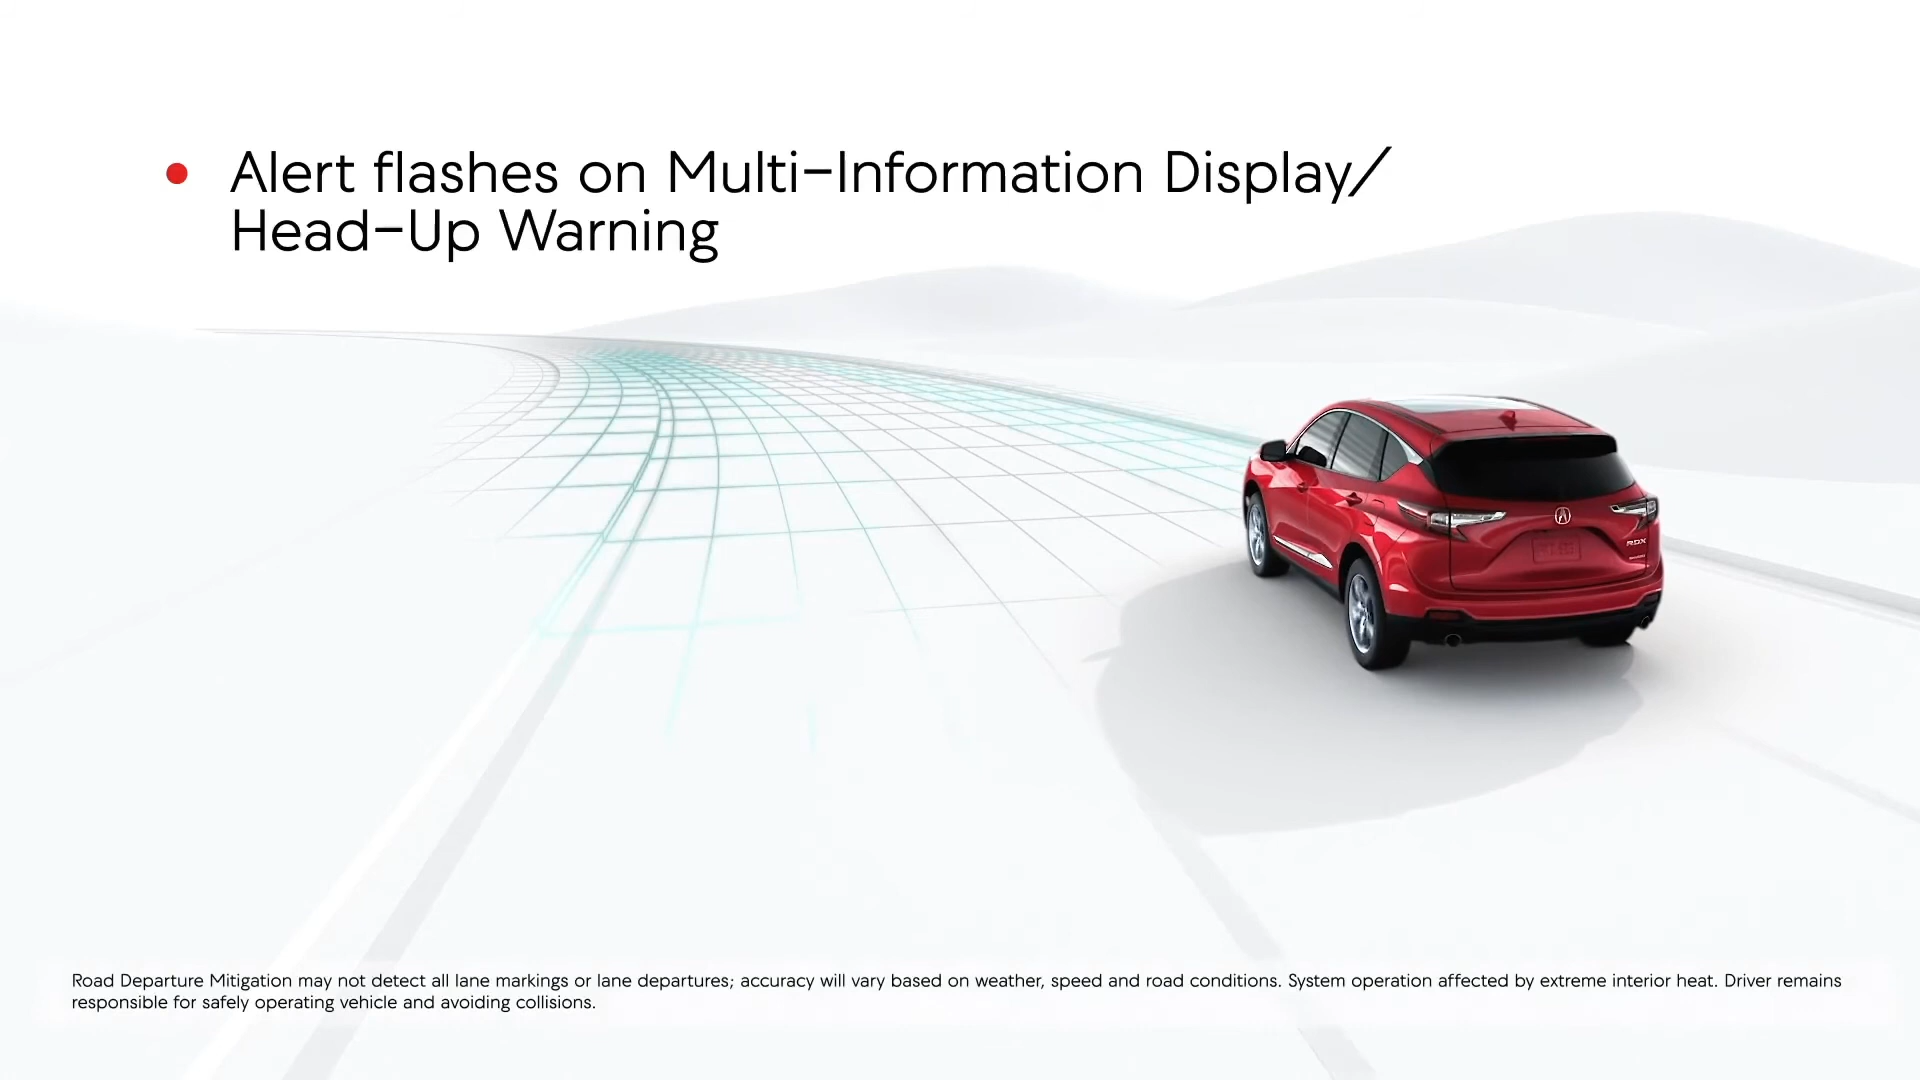 Alert flashes on Multi-Information Display/
Head-Up Warning
RDX
Road Departure Mitigation may not detect all lane markings or lane departures; accuracy will vary based on weather, speed and road conditions. System operation affected by extreme interior heat. Driver remains
responsible for safely operating vehicle and avoiding collisions.